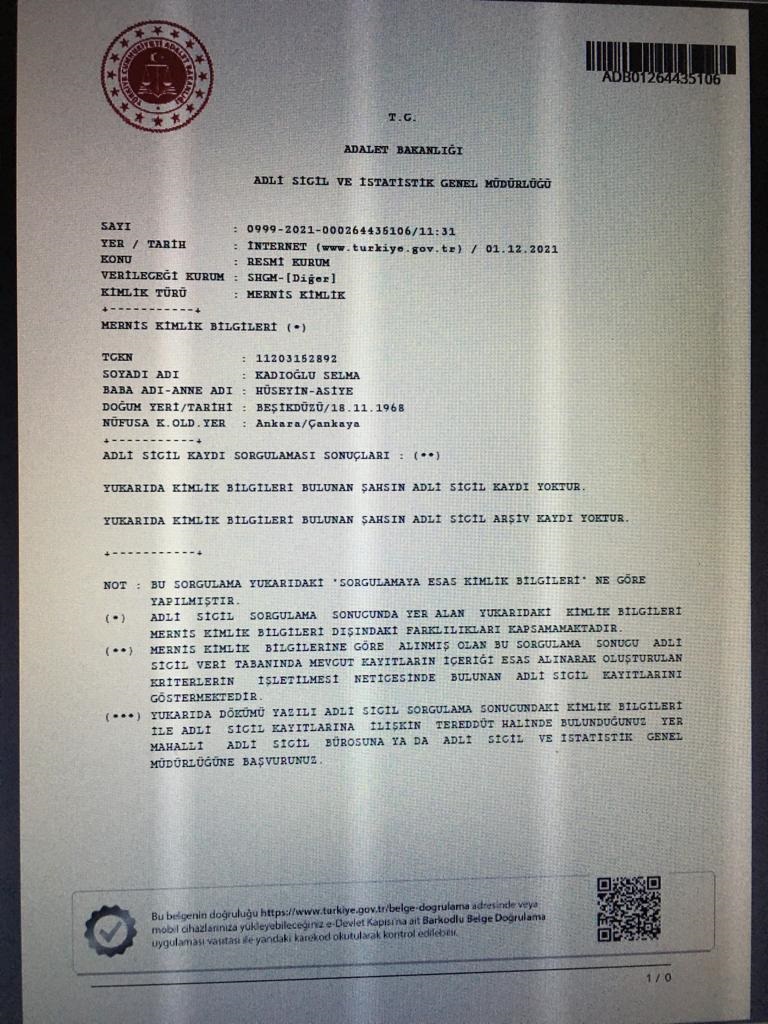 TÜRKİYE CUMHURİYETİ ADALET BAKANLIĞI
ADB01264435106
T.C.
ADALET BAKANLIĞI
ADLİ SİCİL VE İSTATİSTİK GENEL MÜDÜRLÜĞÜ
SAYI : 0999-2021-000264435106/11:31
YER / TARİH : İNTERNET (www.turkiye.gov.tr) / 01.12.2021
KONU : RESMİ KURUM
VERİLECEĞİ KURUM : SHGM-[Diğer]
KİMLİK TÜRÜ : MERNİS KİMLİK
+-----------+
MERNİS KİMLİK BİLGİLERİ (*)
TCKN : 11203152892
SOYADI ADI : KADIOĞLU SELMA
BABA ADI-ANNE ADI : HÜSEYİN-ASİYE
DOĞUM YERİ/TARİHİ : BEŞİKDÜZÜ/18.11.1968
NÜFUSA K.OLD.YER : Ankara/Çankaya
+-----------+
ADLİ SİCİL KAYDI SORGULAMASI SONUÇLARI : (**)
YUKARIDA KİMLİK BİLGİLERİ BULUNAN ŞAHSIN ADLİ SİCİL KAYDI YOKTUR.
YUKARIDA KİMLİK BİLGİLERİ BULUNAN ŞAHSIN ADLİ SİCİL ARŞİV KAYDI YOKTUR.
+-----------+
NOT : BU SORGULAMA YUKARIDAKİ 'SORGULAMAYA ESAS KİMLİK BİLGİLERİ' NE GÖRE
YAPILMIŞTIR.
(*) ADLİ SİCİL SORGULAMA SONUCUNDA YER ALAN YUKARIDAKİ KİMLİK BİLGİLERİ
MERNİS KİMLİK BİLGİLERİ DIŞINDAKİ FARKLILIKLARI KAPSAMAMAKTADIR.
(**) MERNİS KİMLİK BİLGİLERİNE GÖRE ALINMIŞ OLAN BU SORGULAMA SONUCU ADLİ
SİCİL VERİ TABANINDA MEVCUT KAYITLARIN İÇERİĞİ ESAS ALINARAK OLUŞTURULAN
KRİTERLERİN İŞLETİLMESİ NETİCESİNDE BULUNAN ADLİ SİCİL KAYITLARINI
GÖSTERMEKTEDİR.
(***) YUKARIDA DÖKÜMÜ YAZILI ADLİ SİCİL SORGULAMA SONUCUNDAKİ KİMLİK BİLGİLERİ
İLE ADLİ SİCİL KAYITLARINA İLİŞKİN TEREDDÜT HALİNDE BULUNDUĞUNUZ YER
MAHALLİ ADLİ SİCİL BÜROSUNA YA DA ADLİ SİCİL VE İSTATİSTİK GENEL
MÜDÜRLÜĞÜNE BAŞVURUNUZ.
Bu belgenin doğruluğu https://www.turkiye.gov.tr/belge-dogrulama adresinde veya
mobil cihazlarınıza yükleyebileceğiniz e-Devlet Kapısı'na ait Barkodlu Belge Doğrulama
uygulaması vasıtası ile yandaki karekod okutularak kontrol edilebilir.
1 / 0